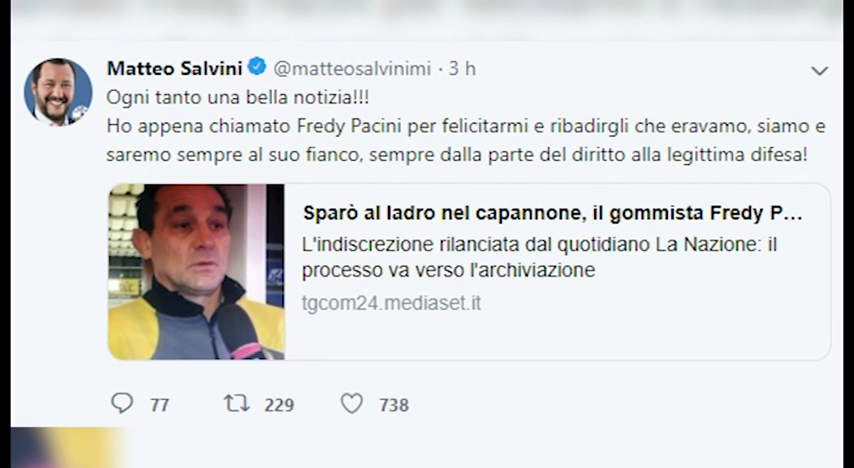 Matteo Salvini @matteosalvinimi · 3 h
Ogni tanto una bella notizia!!!
Ho appena chiamato Fredy Pacini per felicitarmi e ribadirgli che eravamo, siamo e
saremo sempre al suo fianco, sempre dalla parte del diritto alla legittima difesa!
Sparò al ladro nel capannone, il gommista Fredy P...
L'indiscrezione rilanciata dal quotidiano La Nazione: il
processo va verso l'archiviazione
tgcom24.mediaset.it
77 229 738